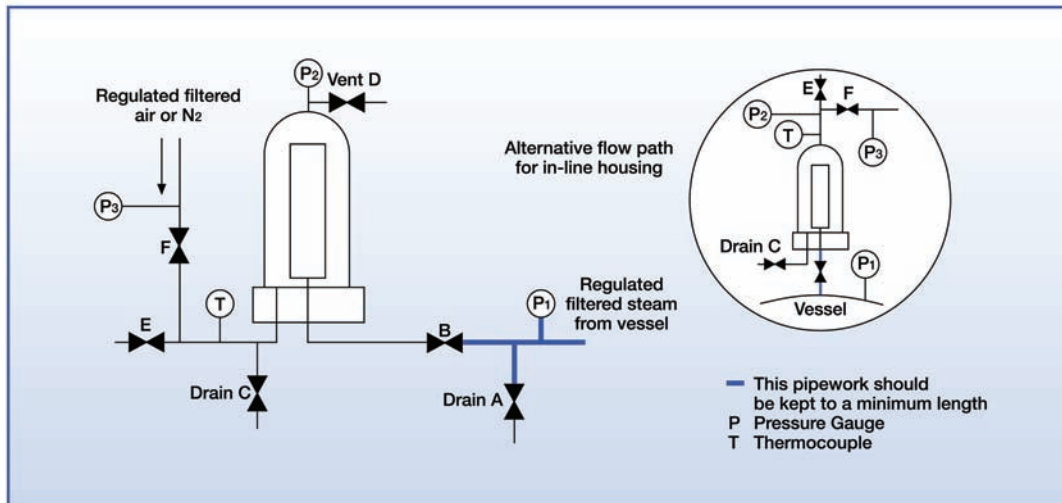 P2
Vent D
Regulated filtered
air or N2
P3
F
E
T
Drain C
B
P1
Regulated
filtered steam
from vessel
Drain A
Alternative flow path
for in-line housing
E
F
P2
T
P3
Drain C
P1
Vessel
This pipework should
be kept to a minimum length
P Pressure Gauge
T Thermocouple